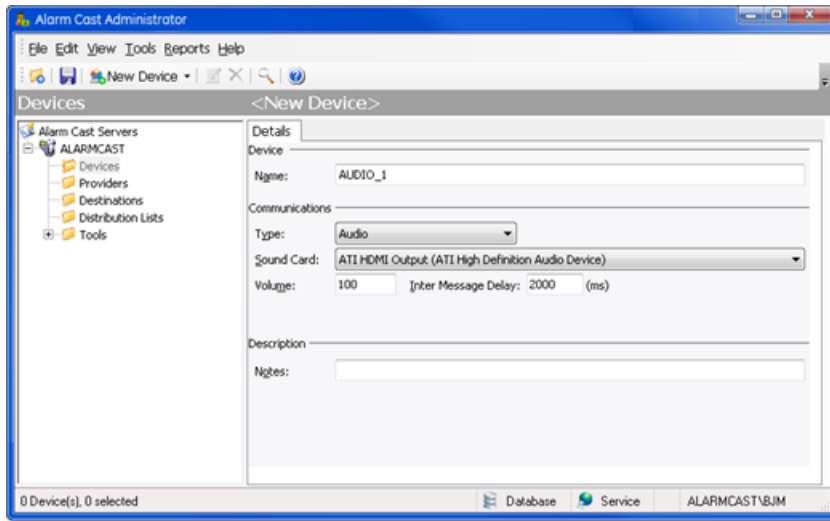 Alarm Cast Administrator
File Edit View Tools Reports Help
New Device
Devices
<New Device>
Alarm Cast Servers
ALARMCAST
Devices
Providers
Destinations
Distribution Lists
Tools
Details
Device
Name: AUDIO_1
Communications
Type: Audio
Sound Card: ATI HDMI Output (ATI High Definition Audio Device)
Volume: 100 Inter Message Delay: 2000 (ms)
Description
Notes:
0 Device(s), 0 selected Database Service ALARMCAST\BJM